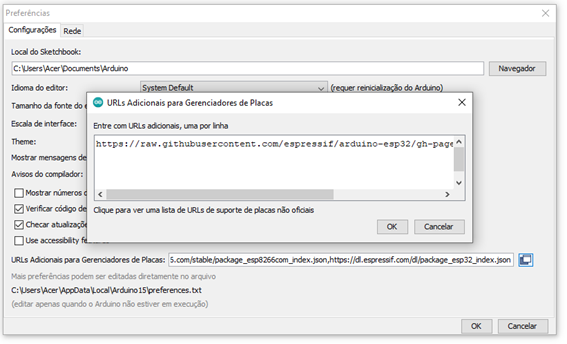 Preferências
Configurações Rede
Local do Sketchbook:
C:\Users\Acer\Documents\Arduino Navegador
Idioma do editor: System Default (requer reinicialização do Arduino)
Tamanho da fonte do e
Escala de interface:
Theme:
Mostrar mensagens de
Avisos do compilador:
Mostrar números d
Verificar código de
Checar atualizaçõe
Use accessibility fe
URLs Adicionais para Gerenciadores de Placas
Entre com URLs adicionais, uma por linha
https://raw.githubusercontent.com/espressif/arduino-esp32/gh-page
Clique para ver uma lista de URLs de suporte de placas não oficiais
OK Cancelar
URLs Adicionais para Gerenciadores de Placas: 5.com/stable/package_esp8266com_index.json,https://dl.espressif.com/dl/package_esp32_index.json
Mais preferências podem ser editadas diretamente no arquivo
C:\Users\Acer\AppData\Local\Arduino15\preferences.txt
(editar apenas quando o Arduino não estiver em execução)
OK Cancelar